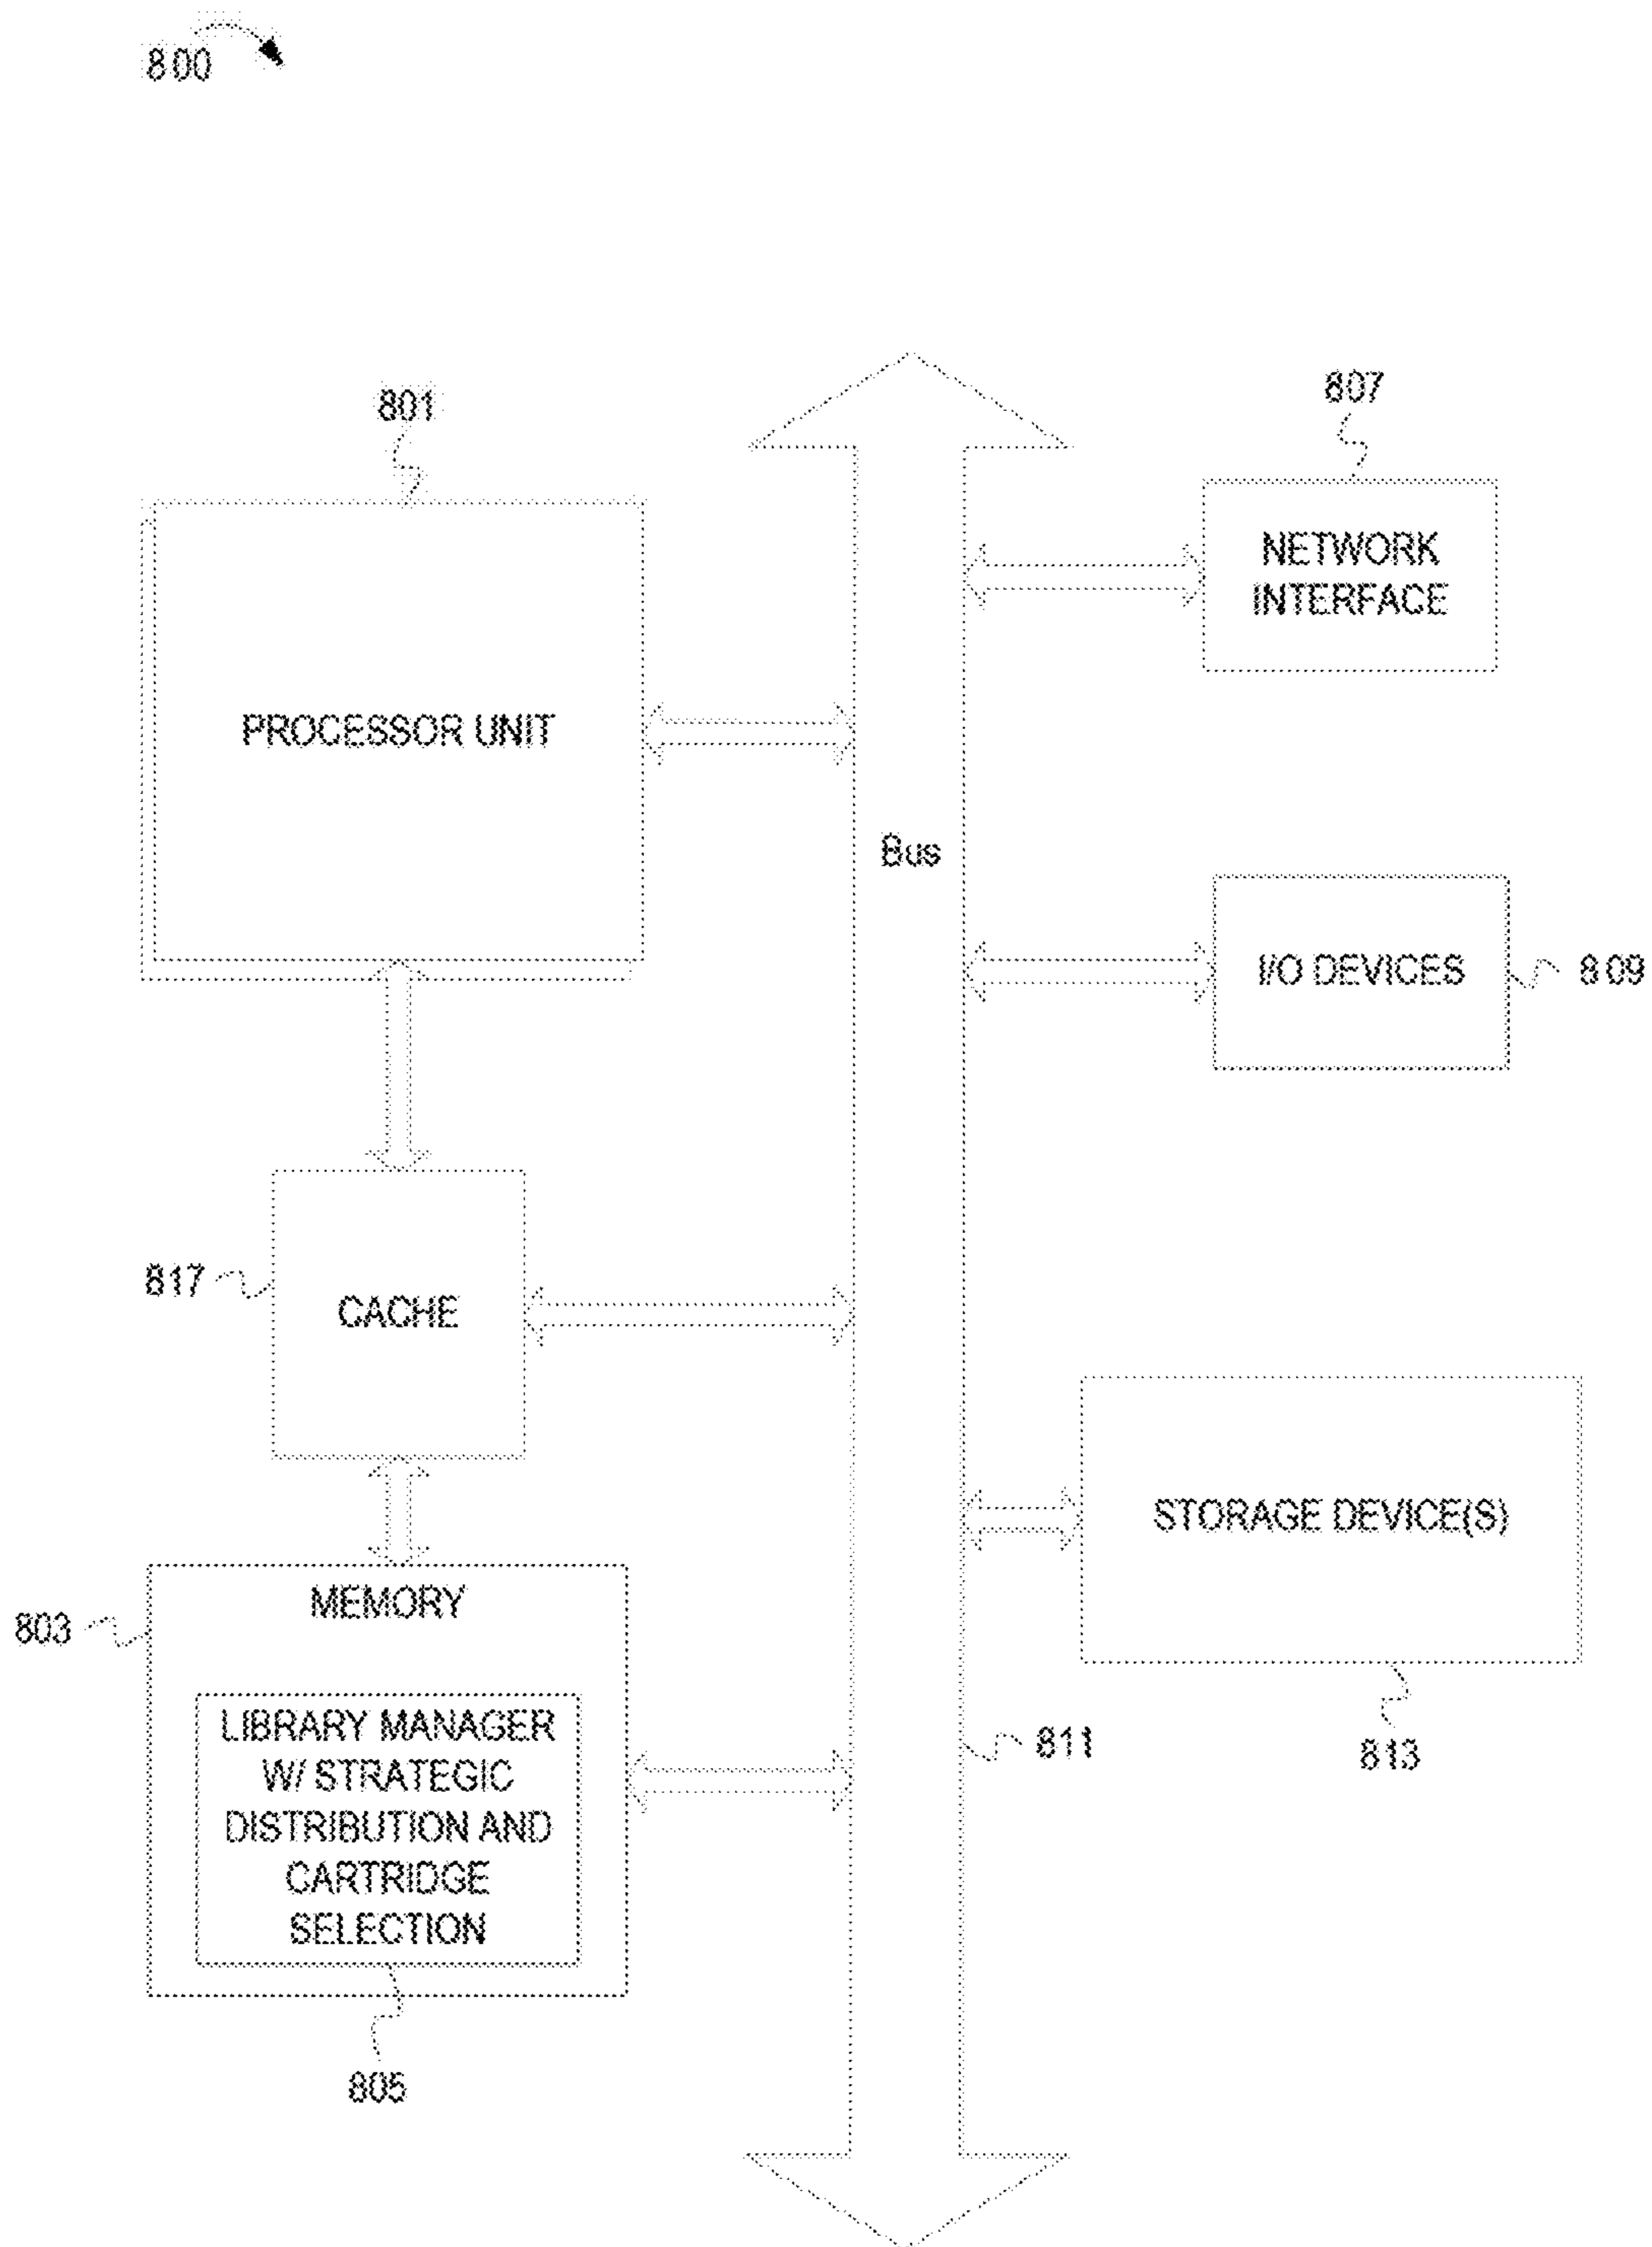 800
801
807
NETWORK
INTERFACE
PROCESSOR UNIT
Bus
I/O DEVICES
809
817
CACHE
STORAGE DEVICE(S)
MEMORY
803
LIBRARY MANAGER
W/ STRATEGIC
DISTRIBUTION AND
CARTRIDGE
SELECTION
811
813
805